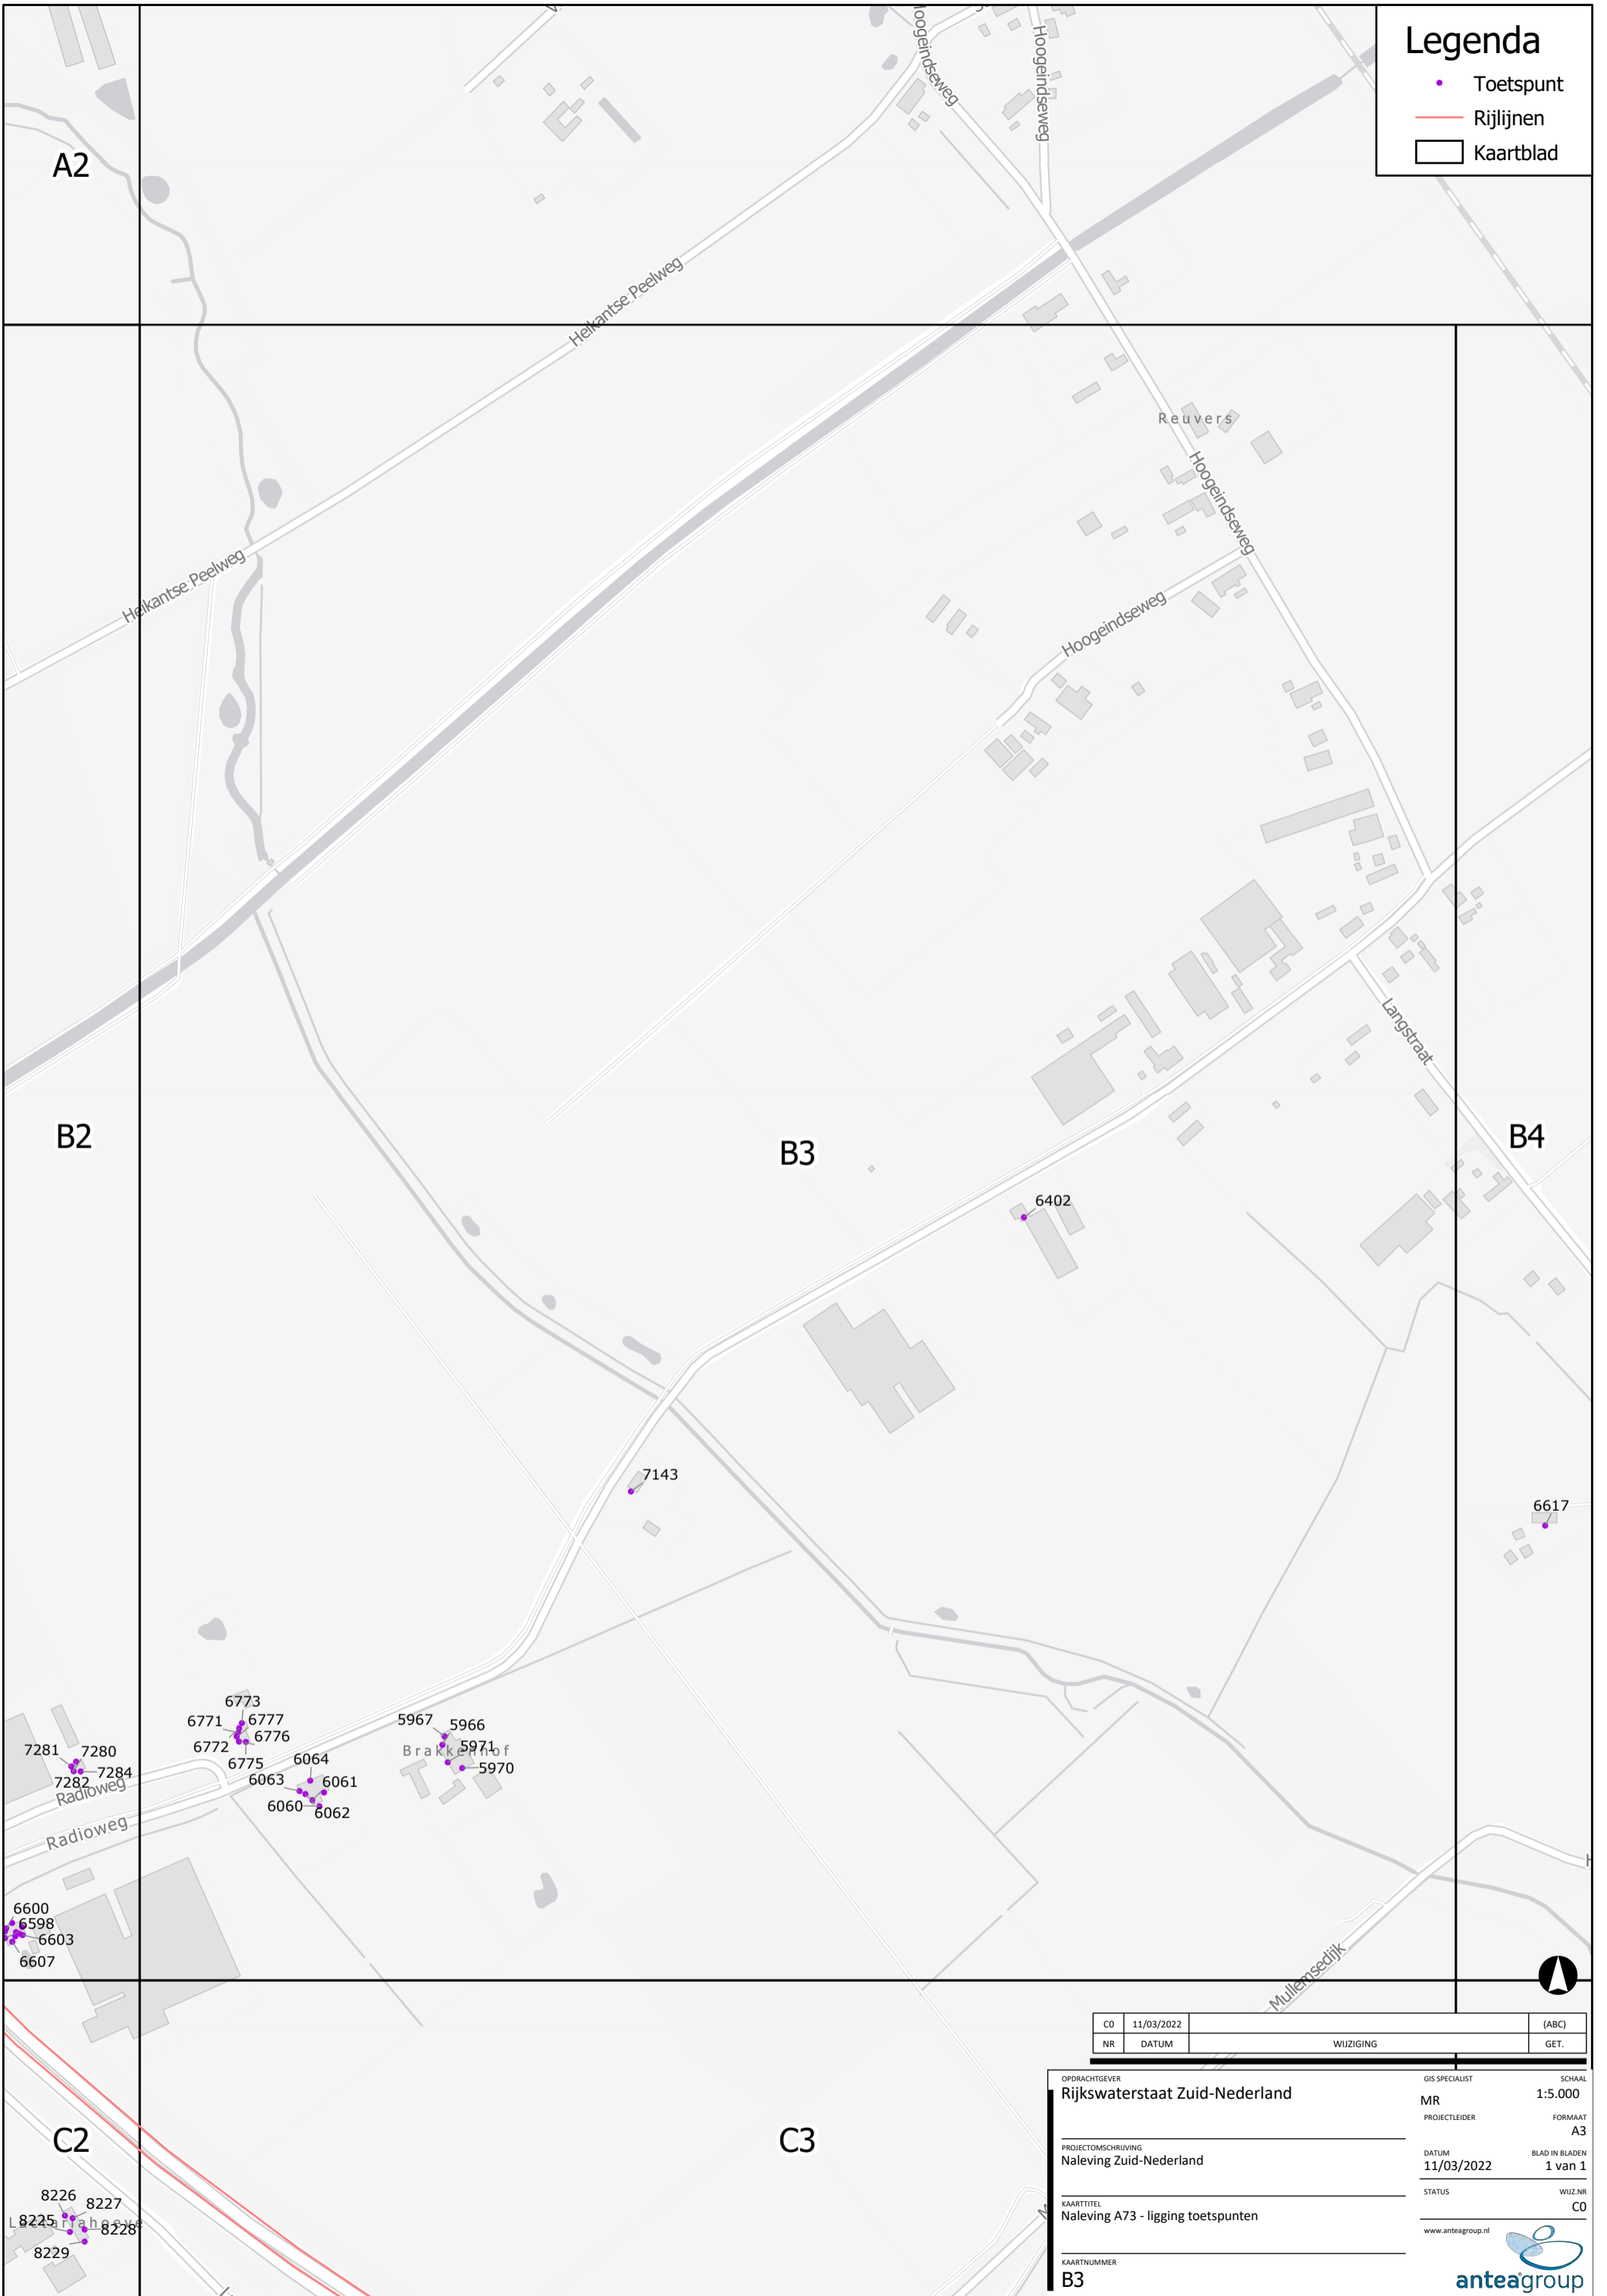 Legenda
Toetspunt
Rijlijnen
Kaartblad
Hoogeindseweg
Hoogeindseweg
A2
Heikantse Peelweg
Reuvers
Hoogeindseweg
Heikantse Peelweg
Hoogeindseweg
Langstraat
B2
B3
B4
6402
7143
6617
6773
6771
6777
6776
6772
6775
5967
5966
5971
Brakkenhof
5970
7281
7280
7284
7282
6064
6063
6061
6060
6062
Radioweg
Radioweg
6600
6598
6603
6607
Mullemsedijk
C0 11/03/2022 (ABC)
NR DATUM WIJZIGING GET.
OPDRACHTGEVER
Rijkswaterstaat Zuid-Nederland
GIS SPECIALIST
MR
SCHAAL
1:5.000
PROJECTLEIDER
FORMAAT
A3
PROJECTOMSCHRIJVING
Naleving Zuid-Nederland
DATUM
11/03/2022
BLAD IN BLADEN
1 van 1
STATUS
WIJZ.NR
C0
KAARTTITEL
Naleving A73 - ligging toetspunten
www.anteagroup.nl
KAARTNUMMER
B3
anteagroup
C2
C3
8226
8227
8225
8228
8229